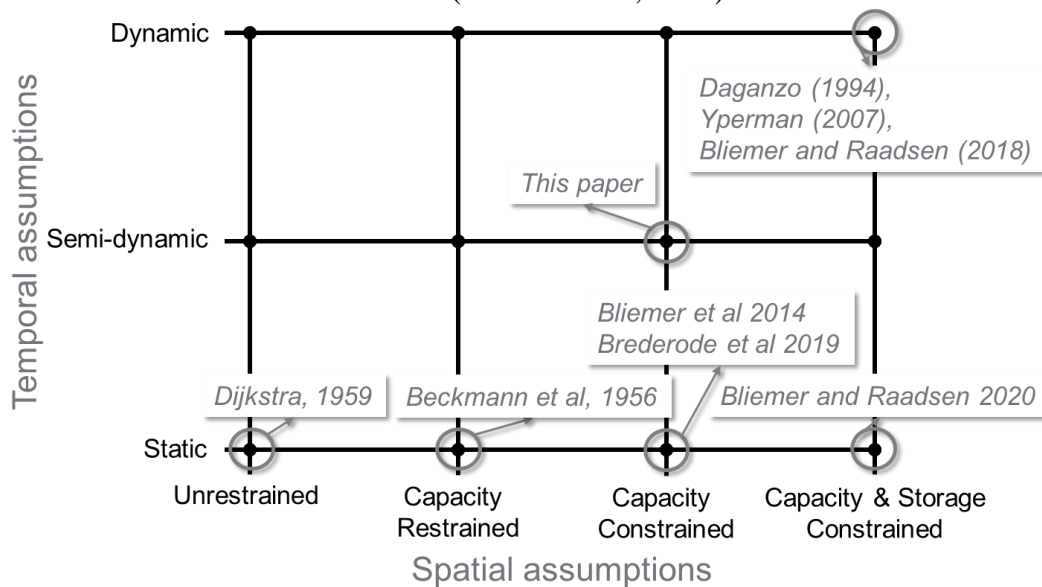 Dynamic
Daganzo (1994),
Yperman (2007),
Bliemer and Raadsen (2018)
This paper
Semi-dynamic
Bliemer et al 2014
Brederode et al 2019
Dijkstra, 1959
Beckmann et al, 1956
Bliemer and Raadsen 2020
Static
Unrestrained
Capacity
Restrained
Capacity
Constrained
Capacity & Storage
Constrained
Spatial assumptions
Temporal assumptions